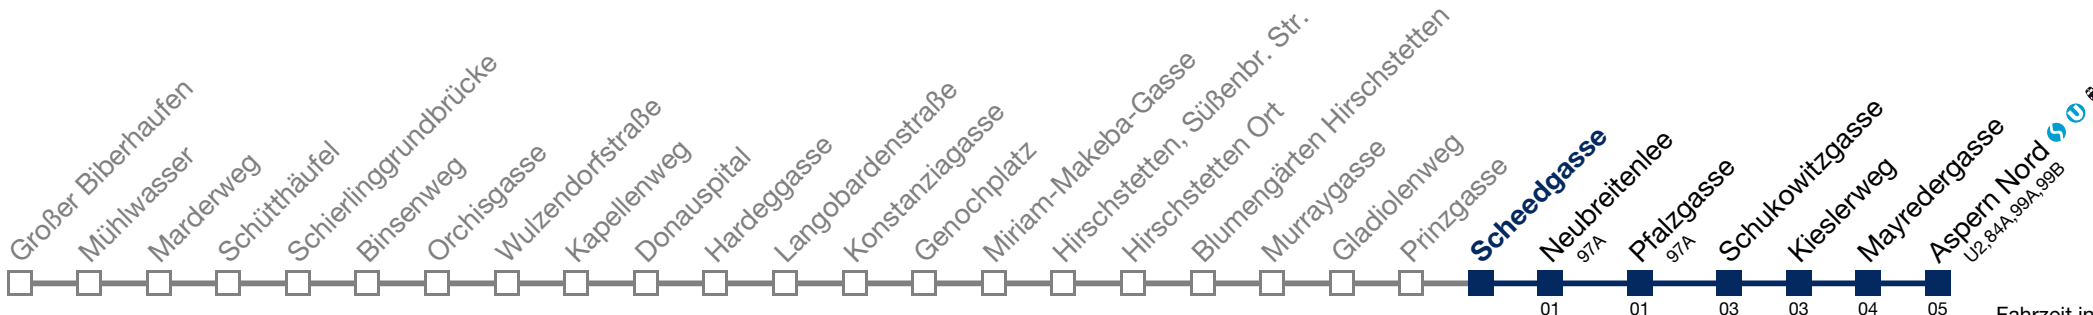 Großer Biberhaufen
Mühlwasser
Marderweg
Schütthäufel
Schierlinggrundbrücke
Binsenweg
Orchisgasse
Wulzendorfstraße
Kapellenweg
Donauspital
Hardeggasse
Langobardenstraße
Konstanziagasse
Genochplatz
Miriam-Makeba-Gasse
Hirschstetten, Süßenbr. Str.
Hirschstetten Ort
Blumengärten Hirschstetten
Murraygasse
Gladiolenweg
Prinzgasse
Scheedgasse
Neubreitenlee
97A
Pfalzgasse
97A
Schukowitzgasse
Kieslerweg
Mayredergasse
Aspern Nord
U2,84A,99A,99B
01
01
03
03
04
05
Fahrzeit in